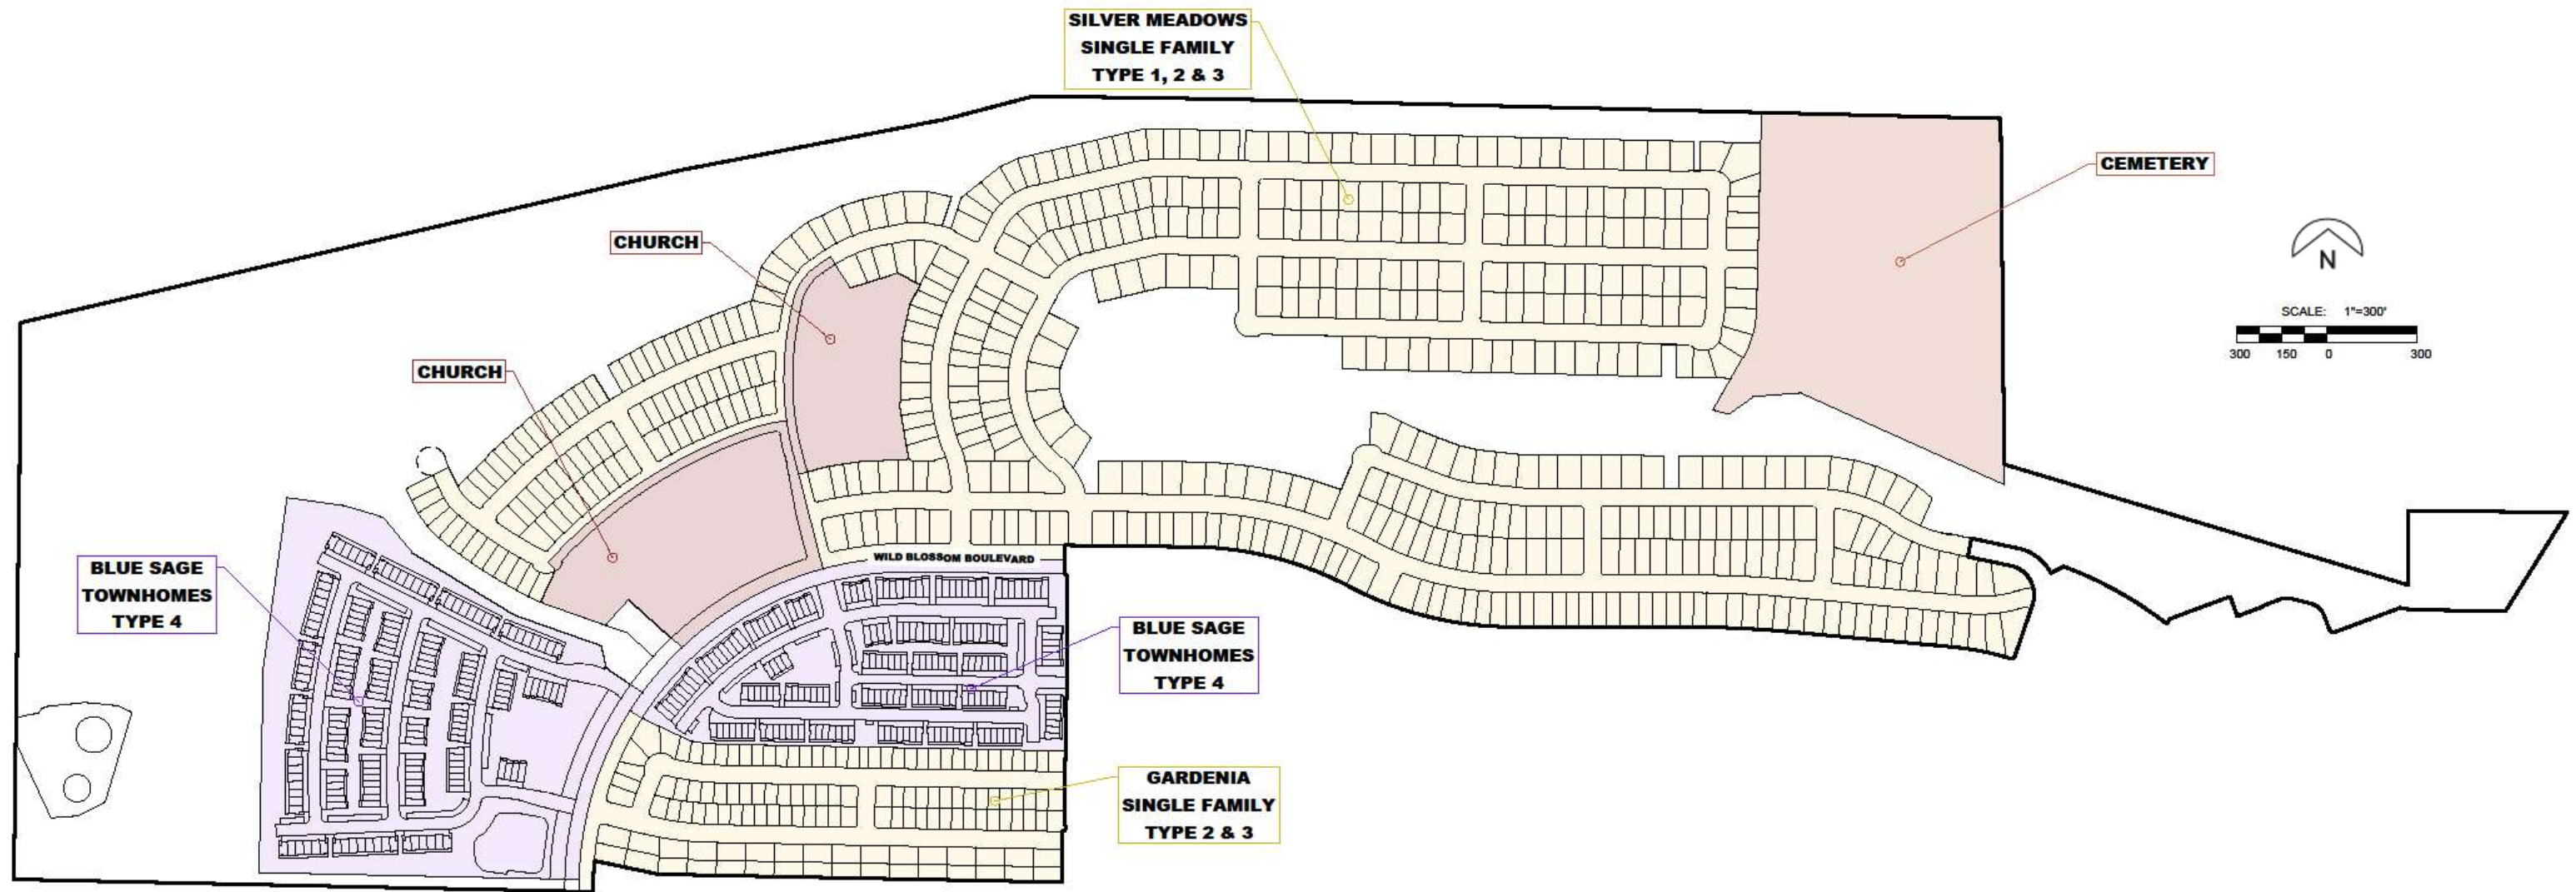 SILVER MEADOWS
SINGLE FAMILY
TYPE 1, 2 & 3
CEMETERY
CHURCH
N
SCALE: 1"=300'
300 150 0 300
CHURCH
WILD BLOSSOM BOULEVARD
BLUE SAGE
TOWNHOMES
TYPE 4
BLUE SAGE
TOWNHOMES
TYPE 4
GARDENIA
SINGLE FAMILY
TYPE 2 & 3